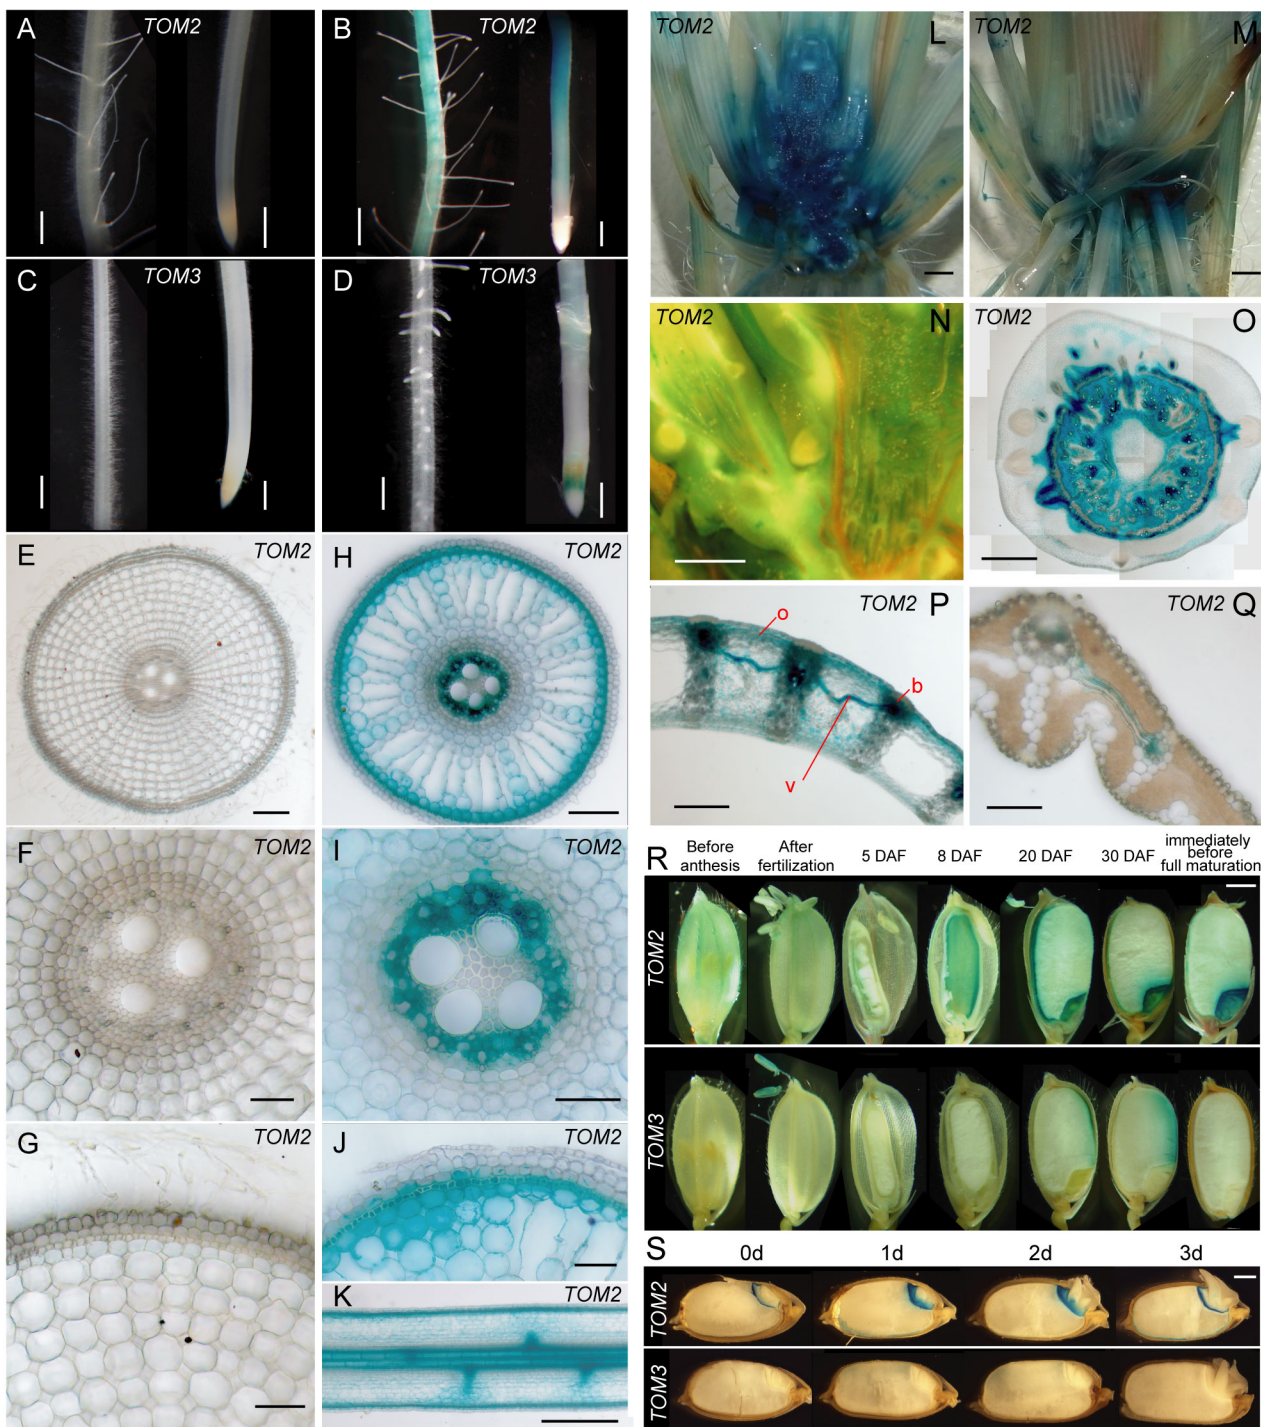 A TOM2
B TOM2
C TOM3
D TOM3
E TOM2
H TOM2
F TOM2
I TOM2
G TOM2
J TOM2
K TOM2
TOM2 L
TOM2 M
TOM2 N
TOM2 O
o TOM2 P
b
v
TOM2 Q
R Before anthesis After fertilization 5 DAF 8 DAF 20 DAF 30 DAF immediately before full maturation
TOM2
TOM3
S 0d 1d 2d 3d
TOM2
TOM3